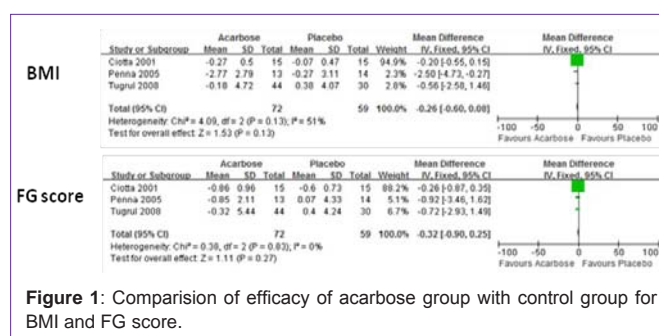 Acarbose Placebo Mean Difference Mean Difference
Study or Subgroup Mean SD Total Mean SD Total Weight IV, Fixed, 95% CI IV, Fixed, 95% CI
BMI
Ciotta 2001 -0.27 0.5 15 -0.07 0.47 15 94.9% -0.20 [-0.55, 0.15]
Penna 2005 -2.77 2.79 13 -0.27 3.11 14 2.3% -2.50 [-4.73, -0.27]
Tugrul 2008 -0.18 4.72 44 0.38 4.07 30 2.8% -0.56 [-2.58, 1.46]
Total (95% CI) 72 59 100.0% -0.26 [-0.60, 0.08]
Heterogeneity: Chi² = 4.09, df = 2 (P = 0.13); I² = 51%
Test for overall effect: Z = 1.53 (P = 0.13)
-100 -50 0 50 100
Favours Acarbose Favours Placebo
Acarbose Placebo Mean Difference Mean Difference
Study or Subgroup Mean SD Total Mean SD Total Weight IV, Fixed, 95% CI IV, Fixed, 95% CI
FG score
Ciotta 2001 -0.86 0.96 15 -0.6 0.73 15 88.2% -0.26 [-0.87, 0.35]
Penna 2005 -0.85 2.11 13 0.07 4.33 14 5.1% -0.92 [-3.46, 1.62]
Tugrul 2008 -0.32 5.44 44 0.4 4.24 30 6.7% -0.72 [-2.93, 1.49]
Total (95% CI) 72 59 100.0% -0.32 [-0.90, 0.25]
Heterogeneity: Chi² = 0.38, df = 2 (P = 0.83); I² = 0%
Test for overall effect: Z = 1.11 (P = 0.27)
-100 -50 0 50 100
Favours Acarbose Favours Placebo
Figure 1: Comparision of efficacy of acarbose group with control group for
BMI and FG score.